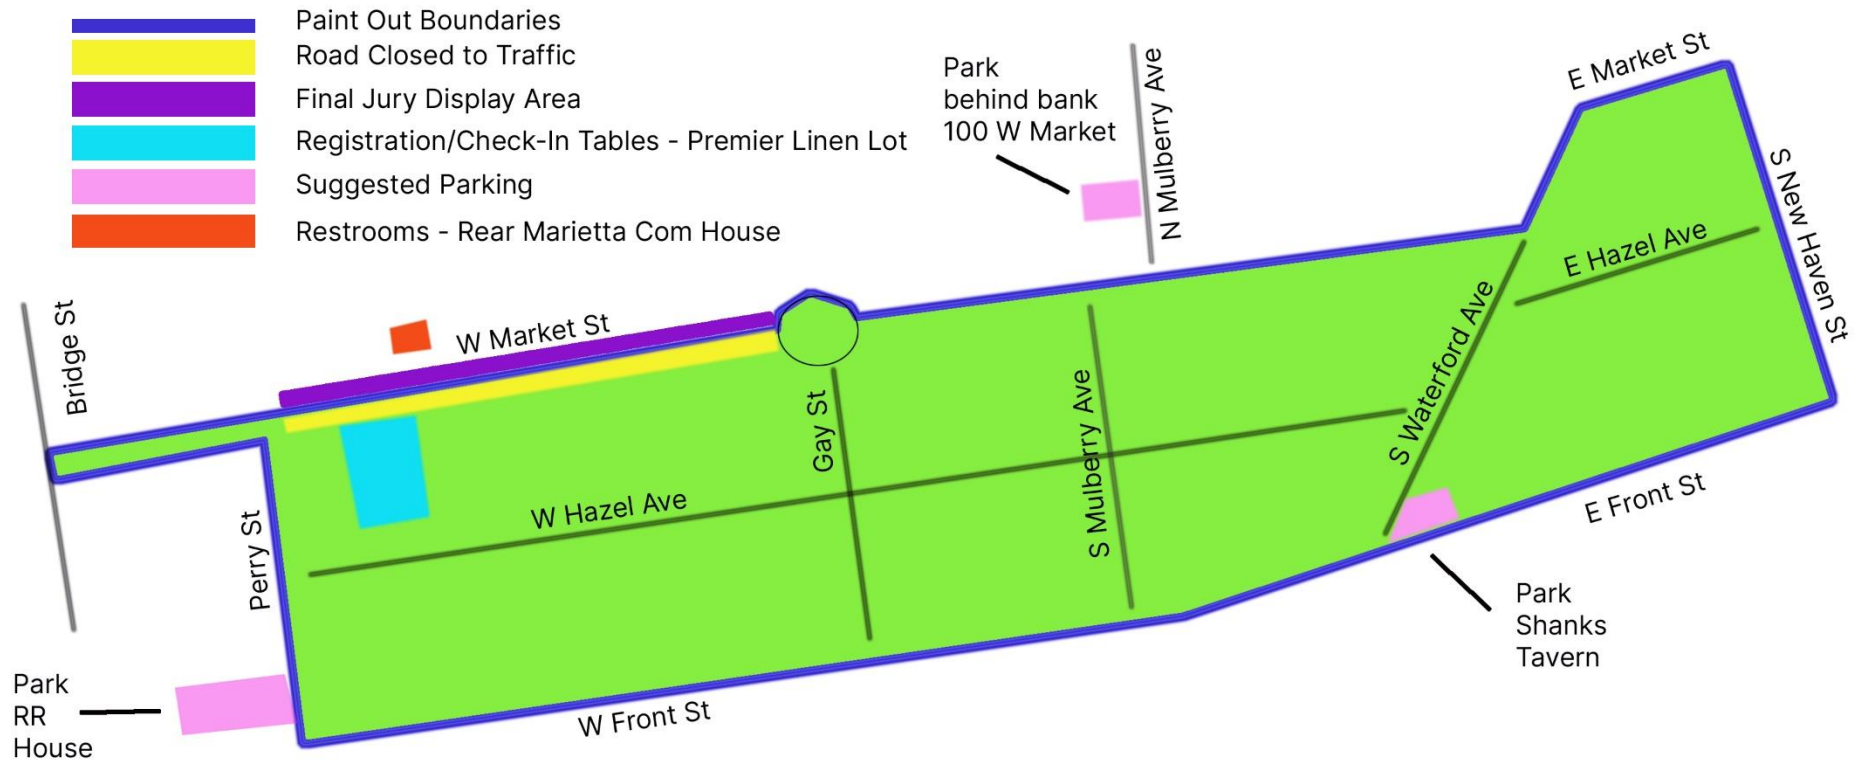 Paint Out Boundaries
Road Closed to Traffic
Final Jury Display Area
Registration/Check-In Tables - Premier Linen Lot
Suggested Parking
Restrooms - Rear Marietta Com House
Park
behind bank
100 W Market
N Mulberry Ave
E Market St
S New Haven St
E Hazel Ave
Bridge St
W Market St
S Waterford Ave
Gay St
S Mulberry Ave
W Hazel Ave
Perry St
E Front St
Park
Shanks
Tavern
Park
RR
House
W Front St